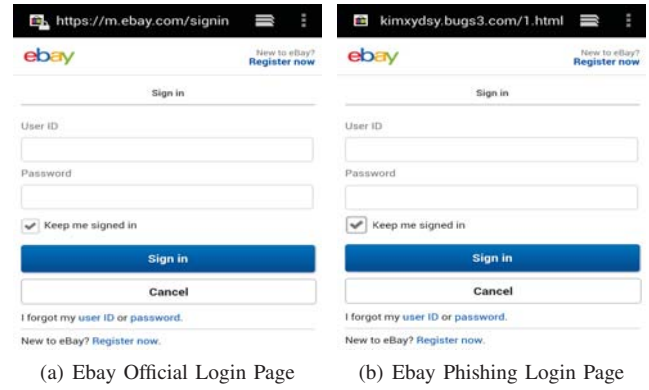 https://m.ebay.com/signin
ebay
New to eBay?
Register now
Sign in
User ID
Password
Keep me signed in
Sign in
Cancel
I forgot my user ID or password.
New to eBay? Register now.
(a) Ebay Official Login Page
kimxydsy.bugs3.com/1.html
ebay
New to eBay?
Register now
Sign in
User ID
Password
Keep me signed in
Sign in
Cancel
I forgot my user ID or password.
New to eBay? Register now.
(b) Ebay Phishing Login Page